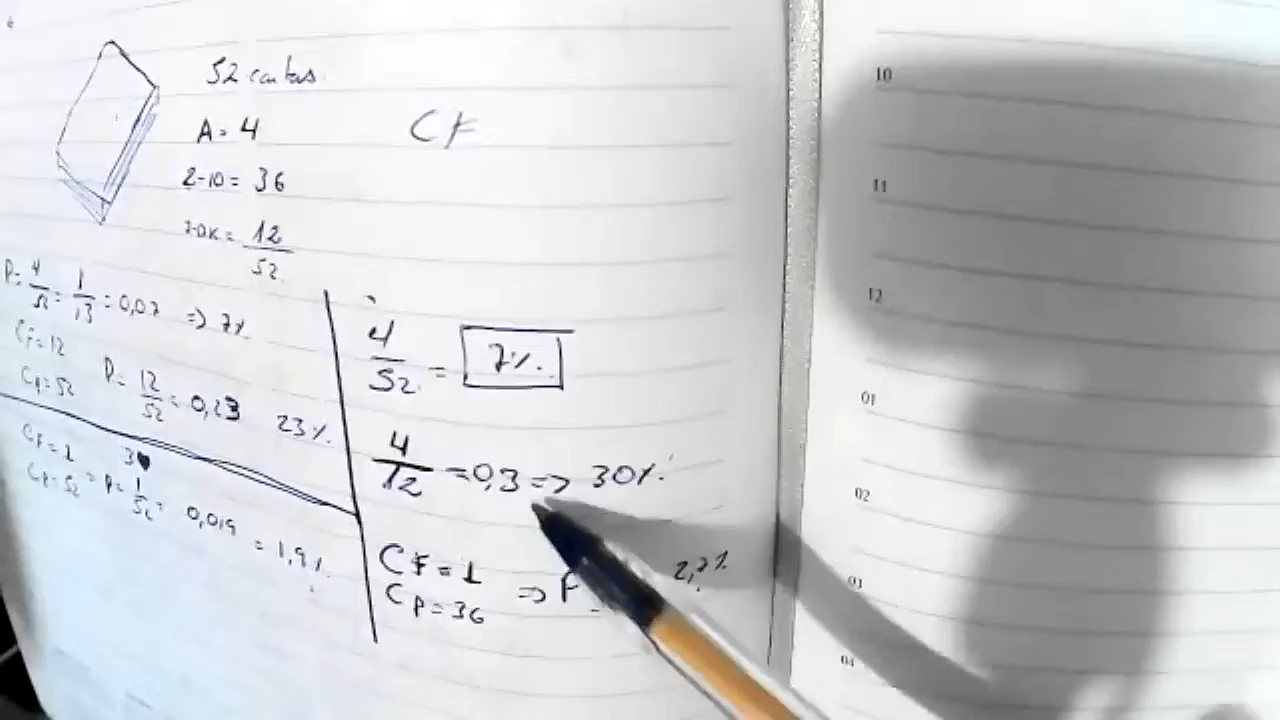 52 cartas
A = 4
CF
2-10 = 36
J-Q-K = 12/52
P = 4/52 = 1/13 = 0,07 => 7%
CF = 12
CP = 52
P = 12/52 = 0,23 23%
CF = 1
CP = 52
3♥
= P = 1/52 = 0,019 = 1,9%
4/52 = 7%
4/12 = 0,3 => 30%
CF = 1
CP = 36
=> P
2,7%
10
11
12
01
02
03
04